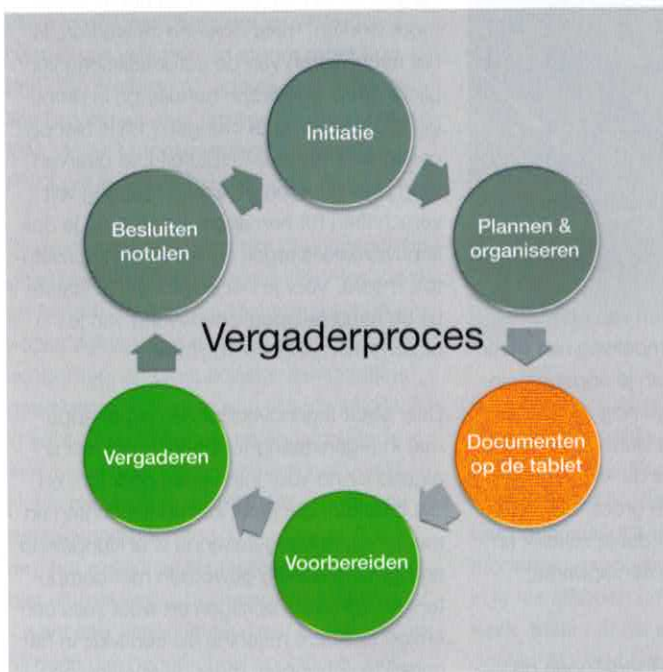 Initiatie
Plannen &
organiseren
Documenten
op de tablet
Voorbereiden
Vergaderen
Besluiten
notulen
Vergaderproces